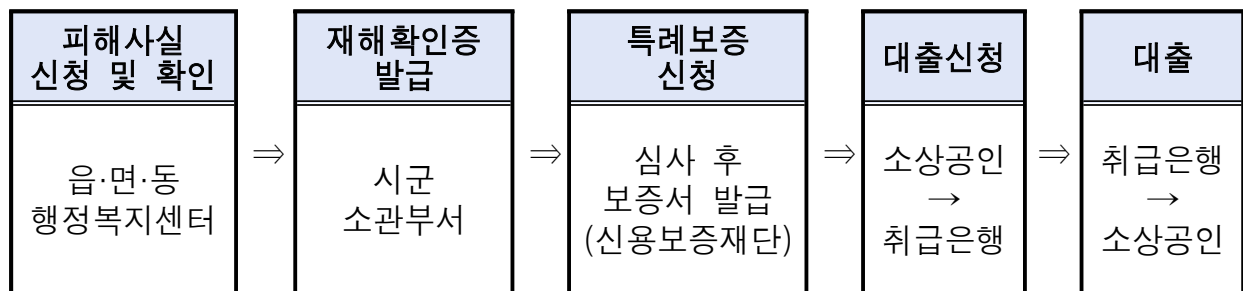 피해사실
신청 및 확인
읍·면·동
행정복지센터
⇒
재해확인증
발급
시군
소관부서
⇒
특례보증
신청
심사 후
보증서 발급
(신용보증재단)
⇒
대출신청
소상공인
→
취급은행
⇒
대출
취급은행
→
소상공인